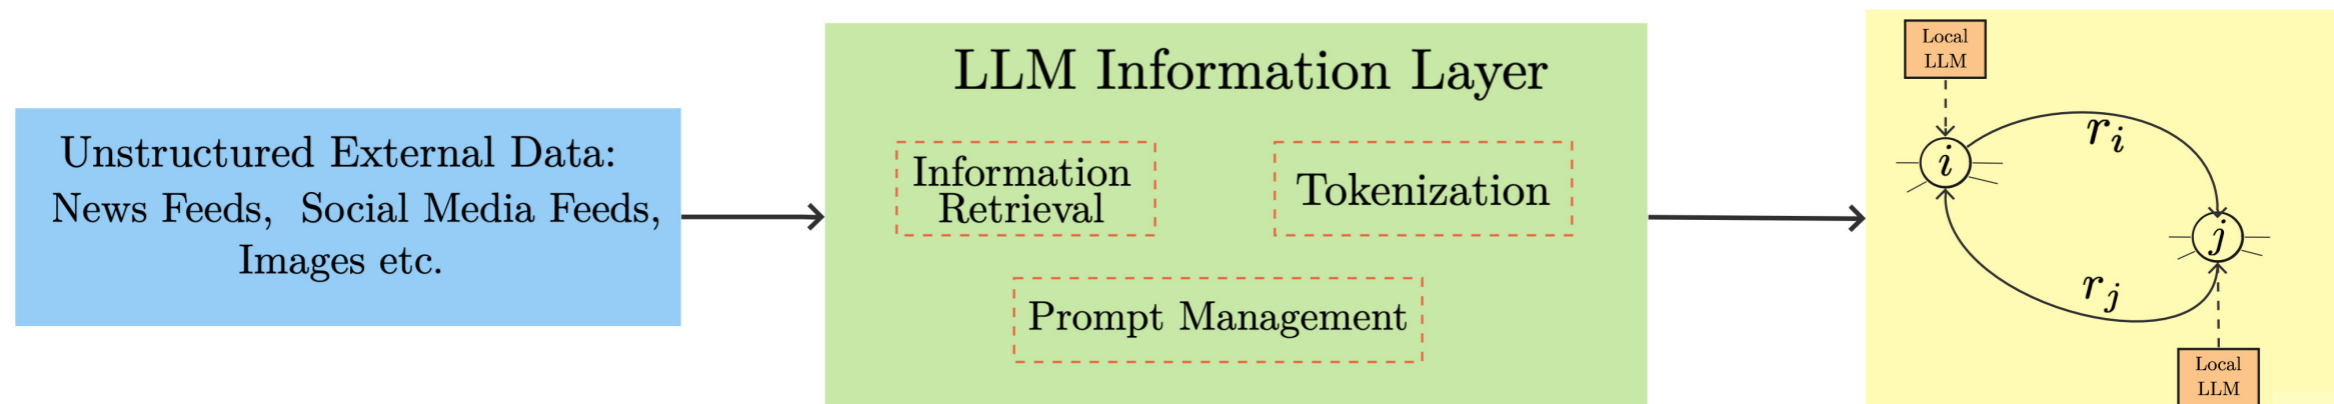 Unstructured External Data:
News Feeds, Social Media Feeds,
Images etc.
LLM Information Layer
Information
Retrieval
Tokenization
Prompt Management
Local
LLM
i
r_i
j
r_j
Local
LLM